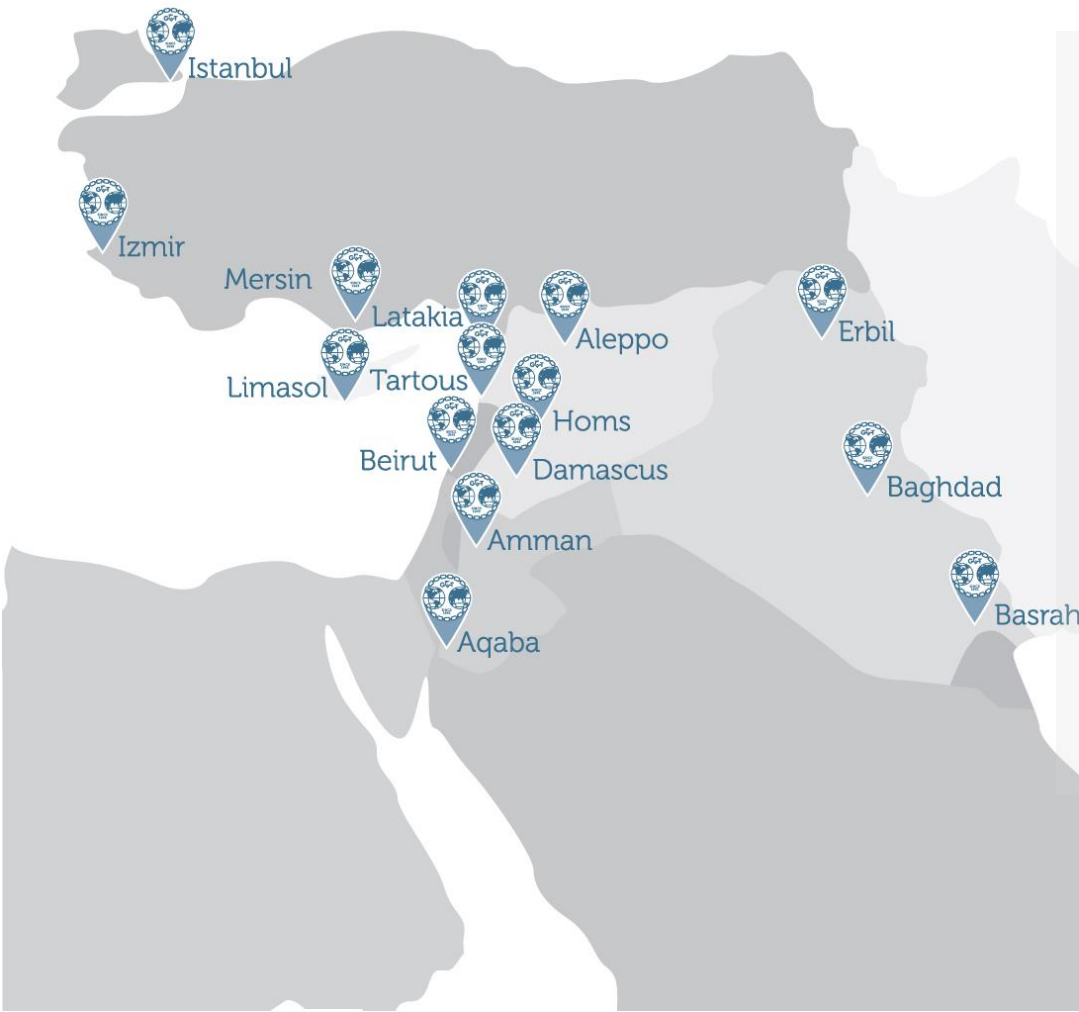 Istanbul
Izmir
Mersin
Latakia
Aleppo
Erbil
Limasol
Tartous
Homs
Beirut
Damascus
Baghdad
Amman
Basrah
Aqaba